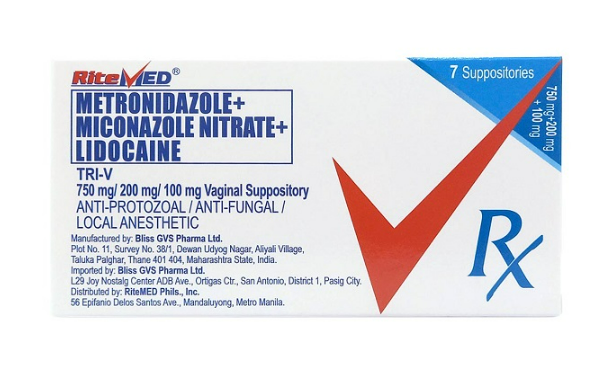 RiteMED®
7 Suppositories
750 mg+200 mg
+ 100 mg
METRONIDAZOLE+
MICONAZOLE NITRATE+
LIDOCAINE
TRI-V
750 mg/ 200 mg/ 100 mg Vaginal Suppository
ANTI-PROTOZOAL / ANTI-FUNGAL /
LOCAL ANESTHETIC
Manufactured by: Bliss GVS Pharma Ltd.
Plot No. 11, Survey No. 38/1, Dewan Udyog Nagar, Aliyali Village,
Taluka Palghar, Thane 401 404, Maharashtra State, India.
Imported by: Bliss GVS Pharma Ltd.
L29 Joy Nostalg Center ADB Ave., Ortigas Ctr., San Antonio, District 1, Pasig City.
Distributed by: RiteMED Phils., Inc.
56 Epifanio Delos Santos Ave., Mandaluyong, Metro Manila.
Rx